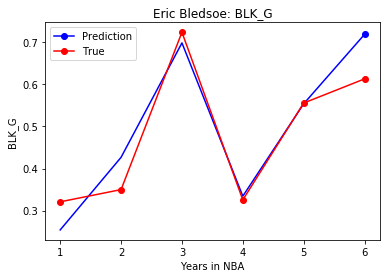 Eric Bledsoe: BLK_G
Prediction
True
0.7
0.6
0.5
0.4
0.3
BLK_G
1 2 3 4 5 6
Years in NBA